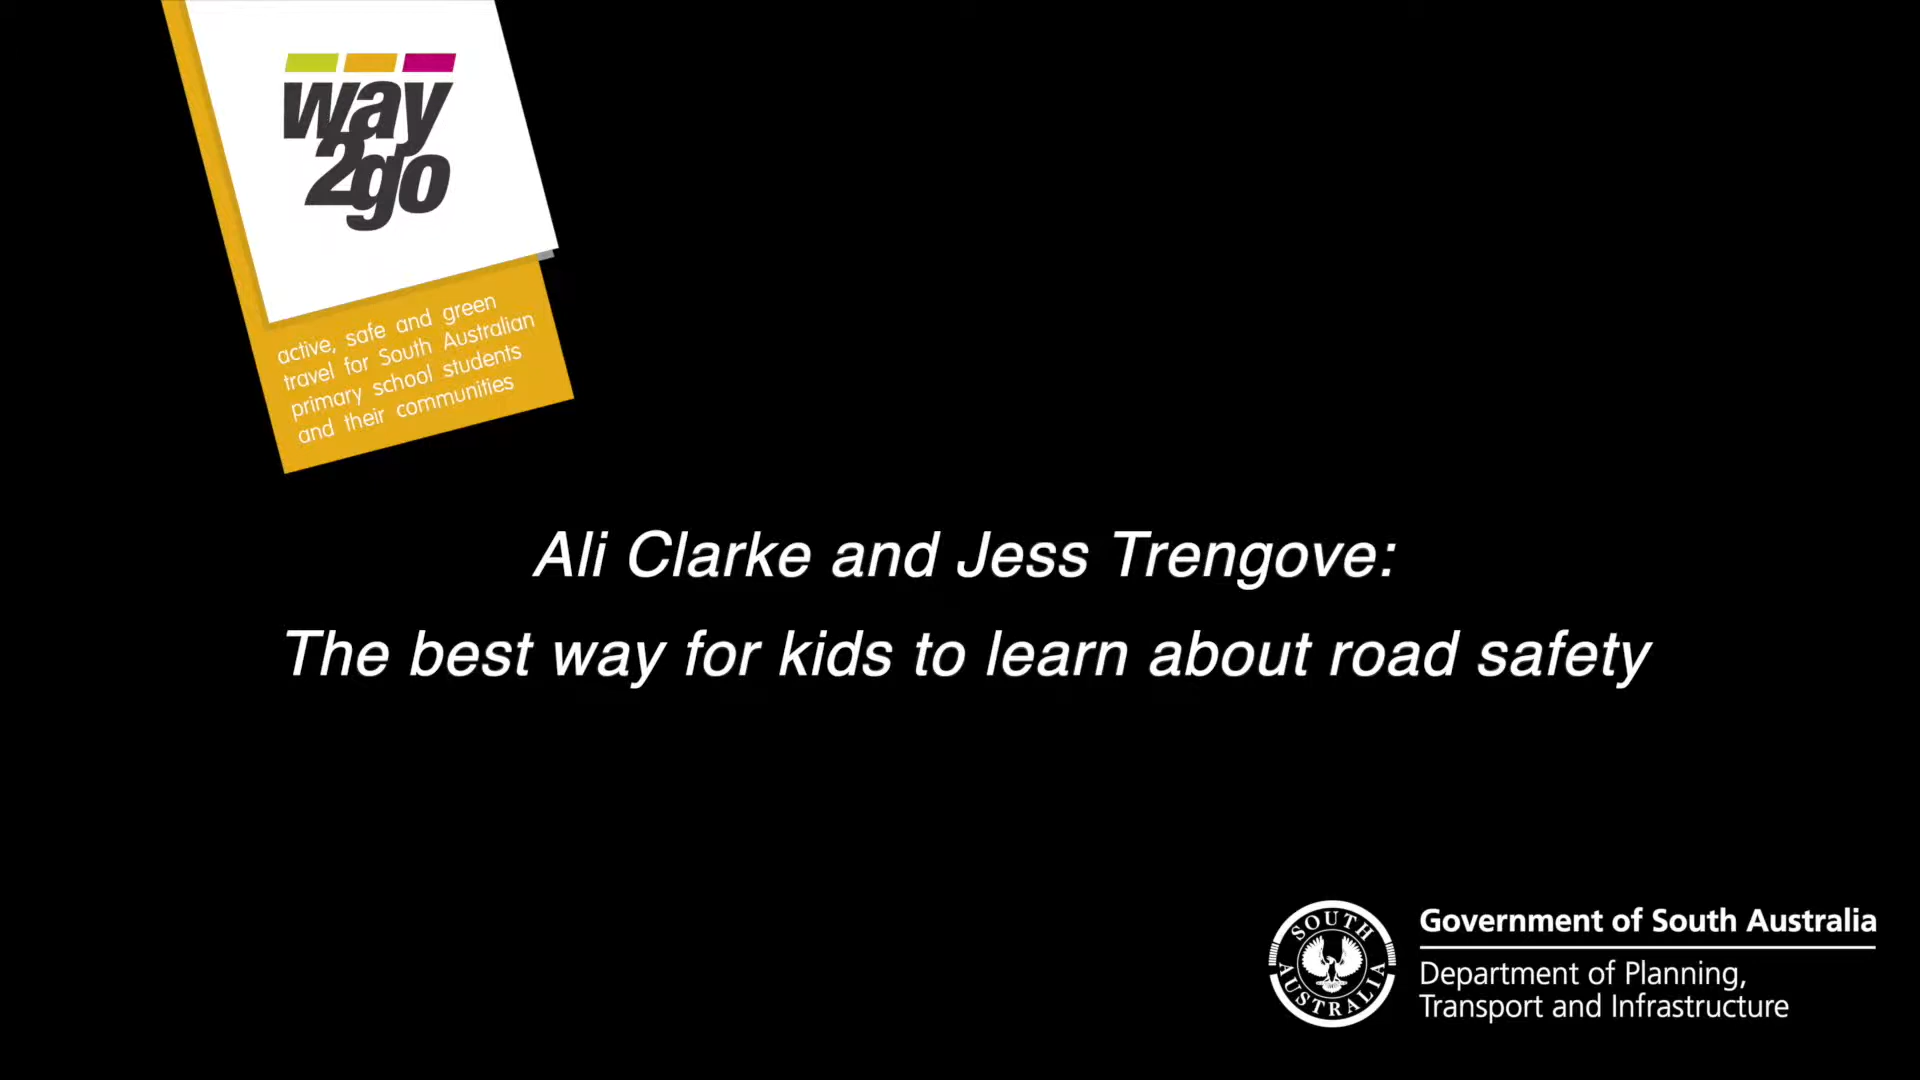 way
2go
active, safe and green
travel for South Australian
primary school students
and their communities
Ali Clarke and Jess Trengove:
The best way for kids to learn about road safety
SOUTH AUSTRALIA
Government of South Australia
Department of Planning,
Transport and Infrastructure